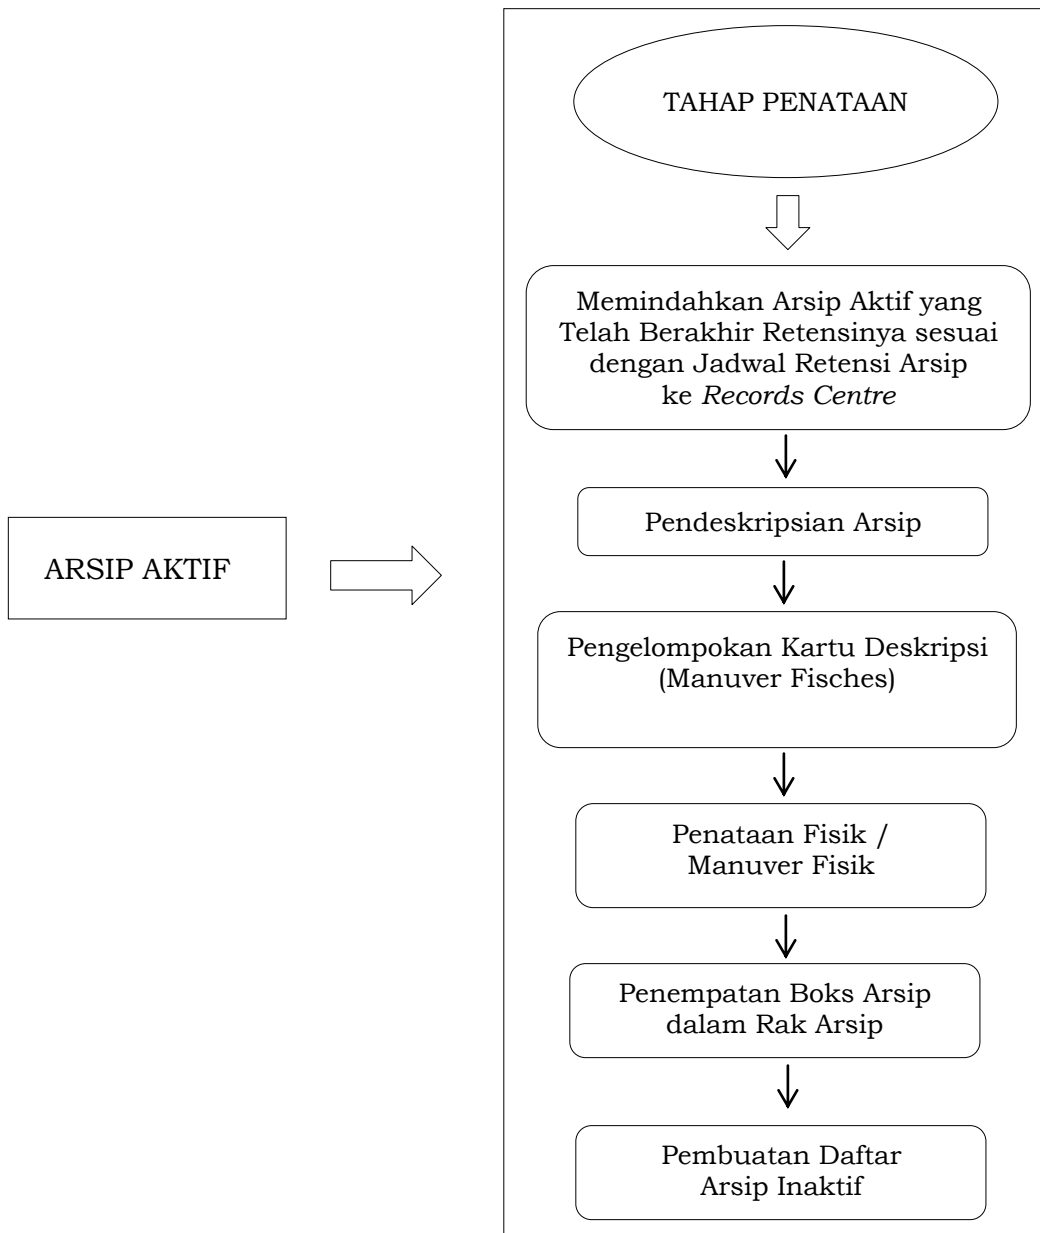 TAHAP PENATAAN
Memindahkan Arsip Aktif yang
Telah Berakhir Retensinya sesuai
dengan Jadwal Retensi Arsip
ke Records Centre
Pendeskripsian Arsip
ARSIP AKTIF
Pengelompokan Kartu Deskripsi
(Manuver Fisches)
Penataan Fisik /
Manuver Fisik
Penempatan Boks Arsip
dalam Rak Arsip
Pembuatan Daftar
Arsip Inaktif